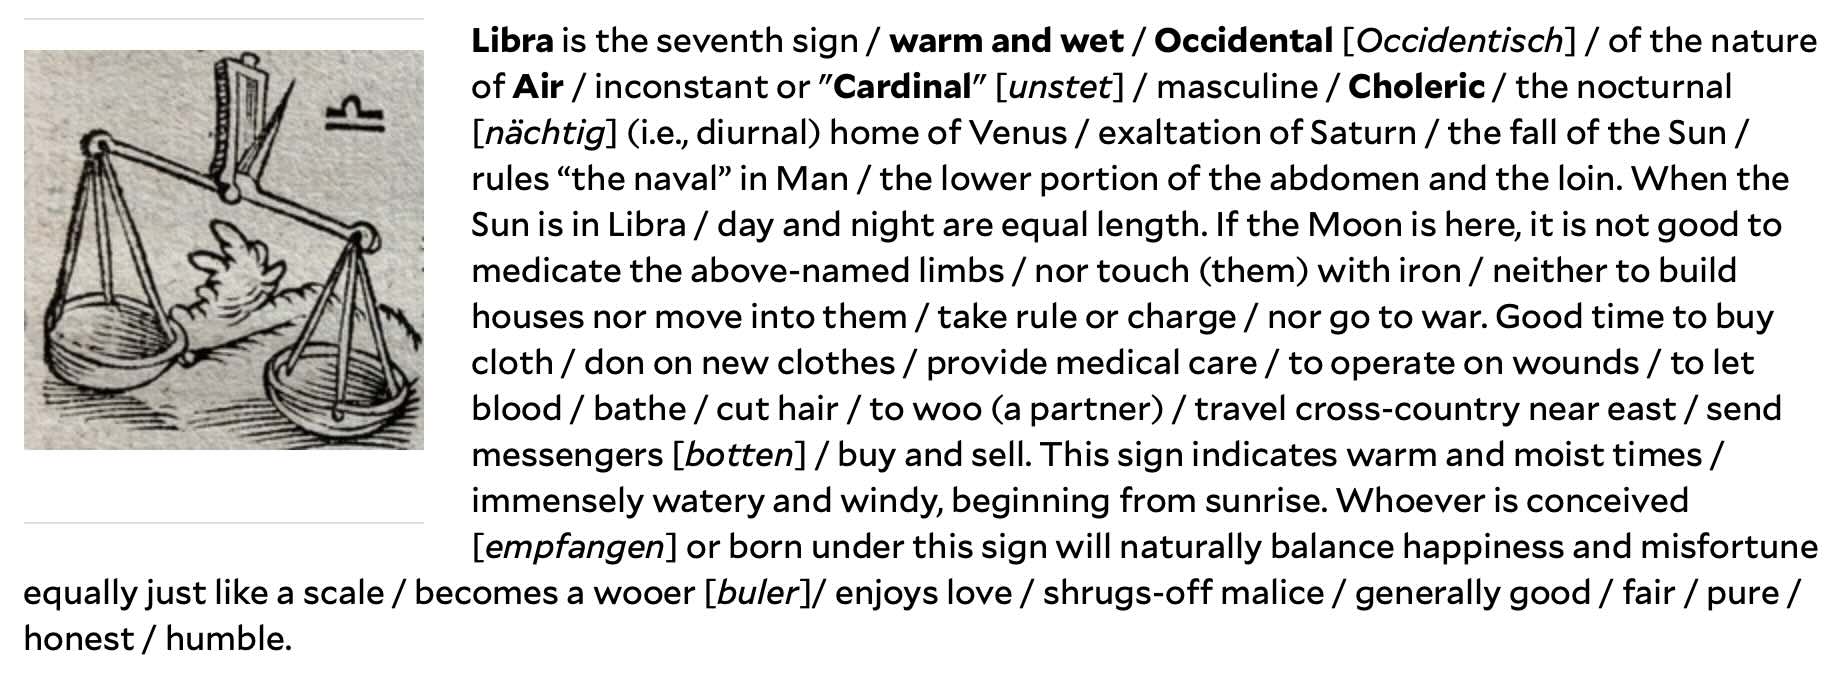 Libra is the seventh sign / warm and wet / Occidental [Occidentisch] / of the nature
of Air / inconstant or "Cardinal" [unstet] / masculine / Choleric / the nocturnal
[nächtig] (i.e., diurnal) home of Venus / exaltation of Saturn / the fall of the Sun /
rules “the naval” in Man / the lower portion of the abdomen and the loin. When the
Sun is in Libra / day and night are equal length. If the Moon is here, it is not good to
medicate the above-named limbs / nor touch (them) with iron / neither to build
houses nor move into them / take rule or charge / nor go to war. Good time to buy
cloth / don on new clothes / provide medical care / to operate on wounds / to let
blood / bathe / cut hair / to woo (a partner) / travel cross-country near east / send
messengers [botten] / buy and sell. This sign indicates warm and moist times /
immensely watery and windy, beginning from sunrise. Whoever is conceived
[empfangen] or born under this sign will naturally balance happiness and misfortune
equally just like a scale / becomes a wooer [buler]/ enjoys love / shrugs-off malice / generally good / fair / pure /
honest / humble.